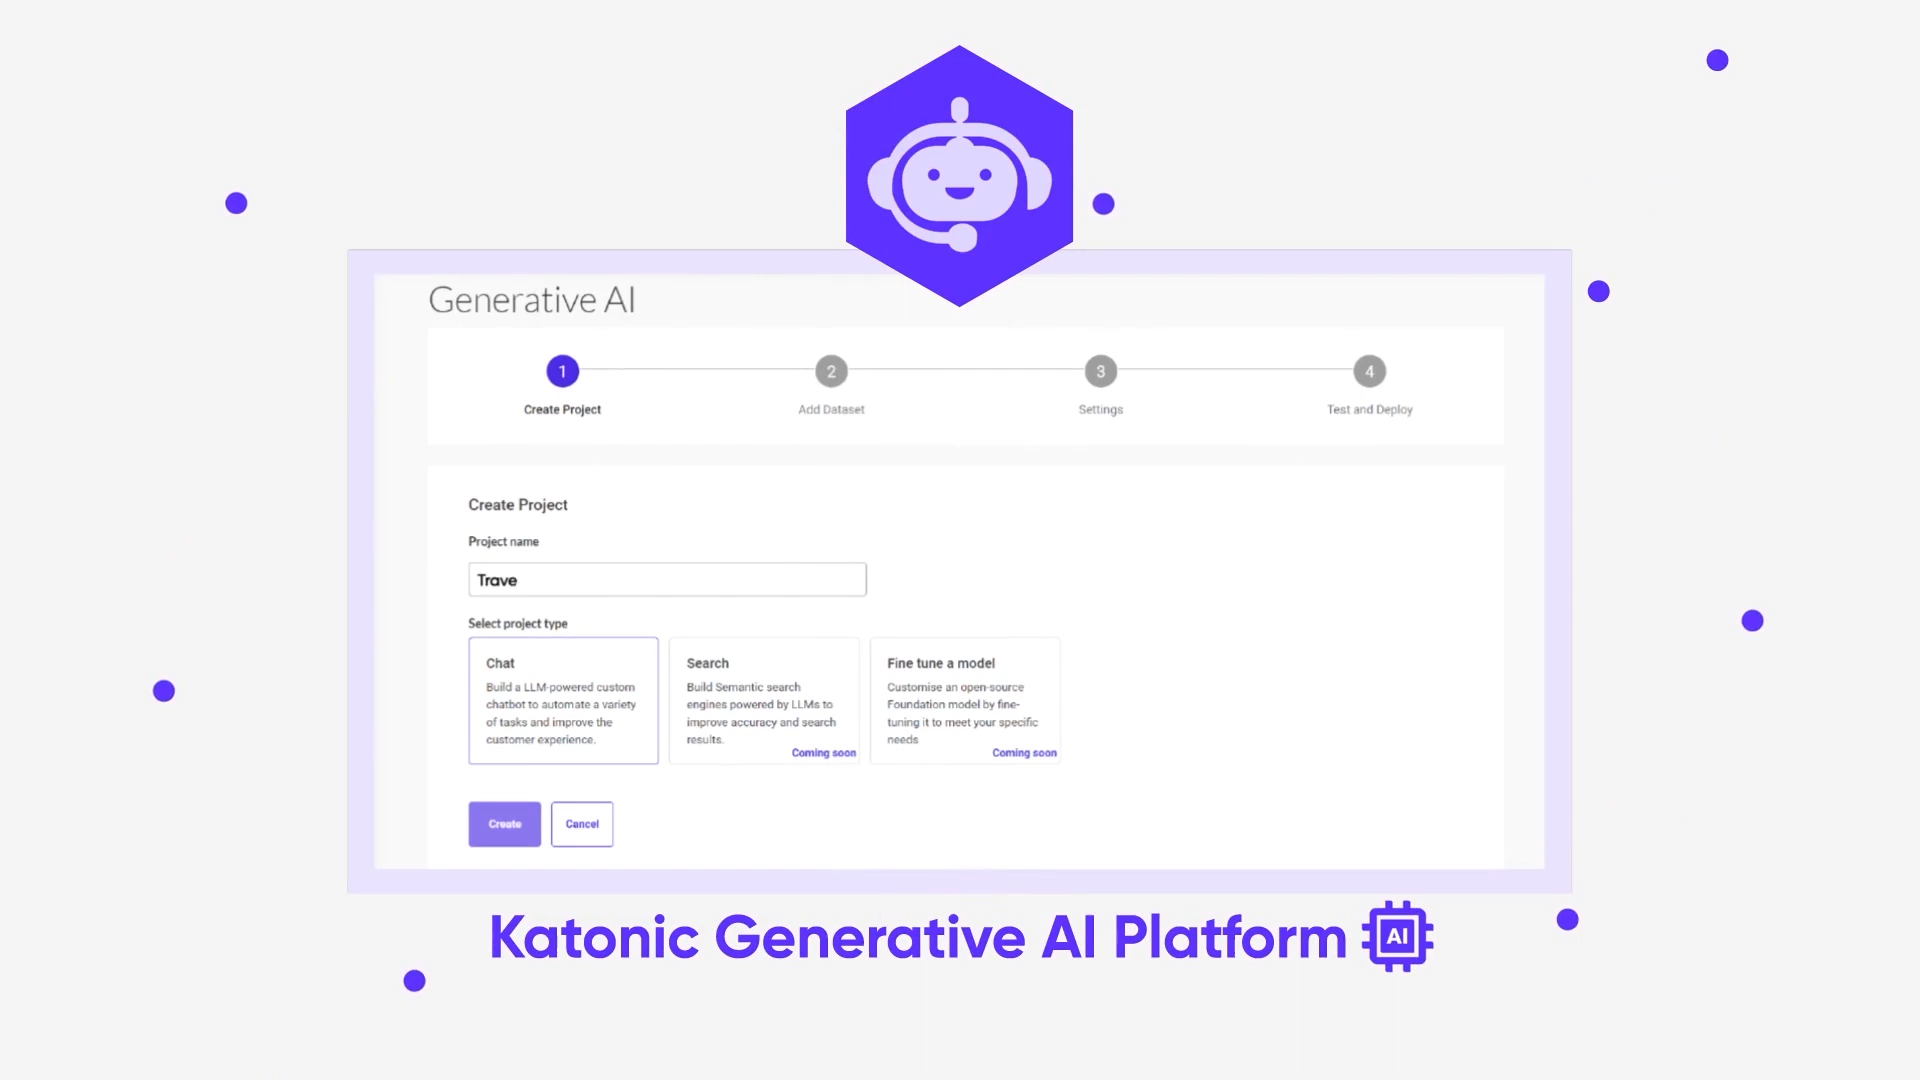 Generative AI
1
2
3
4
Create Project
Add Dataset
Settings
Test and Deploy
Create Project
Project name
Trave
Select project type
Chat
Build a LLM-powered custom
chatbot to automate a variety
of tasks and improve the
customer experience.
Search
Build Semantic search
engines powered by LLMs to
improve accuracy and search
results.
Coming soon
Fine tune a model
Customise an open-source
Foundation model by fine-
tuning it to meet your specific
needs
Coming soon
Create
Cancel
Katonic Generative AI Platform
AI